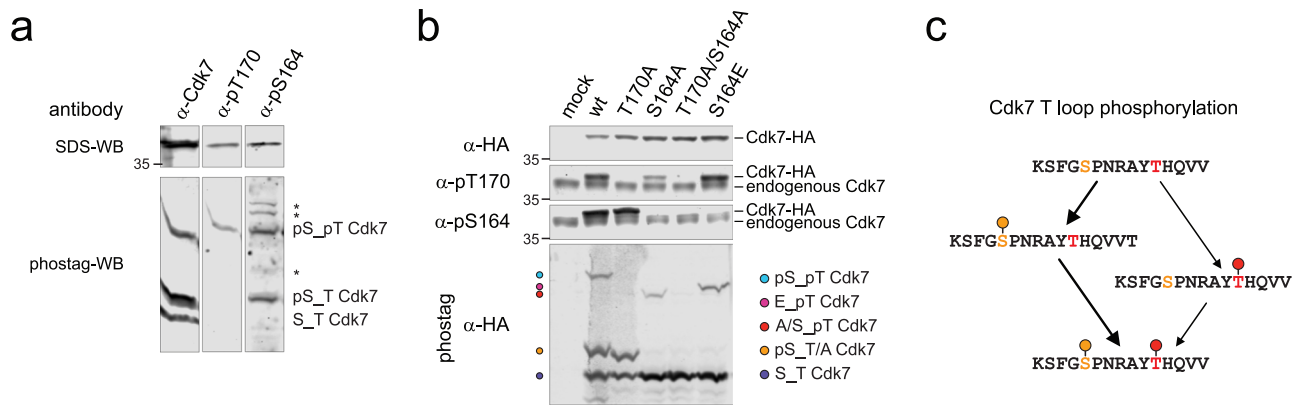 a
antibody
α-Cdk7
α-pT170
α-pS164
SDS-WB
35
phostag-WB
*
*
pS_pT Cdk7
*
pS_T Cdk7
S_T Cdk7
b
mock
wt
T170A
S164A
T170A/S164A
S164E
α-HA
Cdk7-HA
35
α-pT170
Cdk7-HA
endogenous Cdk7
35
α-pS164
Cdk7-HA
endogenous Cdk7
35
phostag
α-HA
pS_pT Cdk7
E_pT Cdk7
A/S_pT Cdk7
pS_T/A Cdk7
S_T Cdk7
c
Cdk7 T loop phosphorylation
KSFGSPNRAYTHQVV
KSFGSPNRAYTHQVVT
KSFGSPNRAYTHQVV
KSFGSPNRAYTHQVV